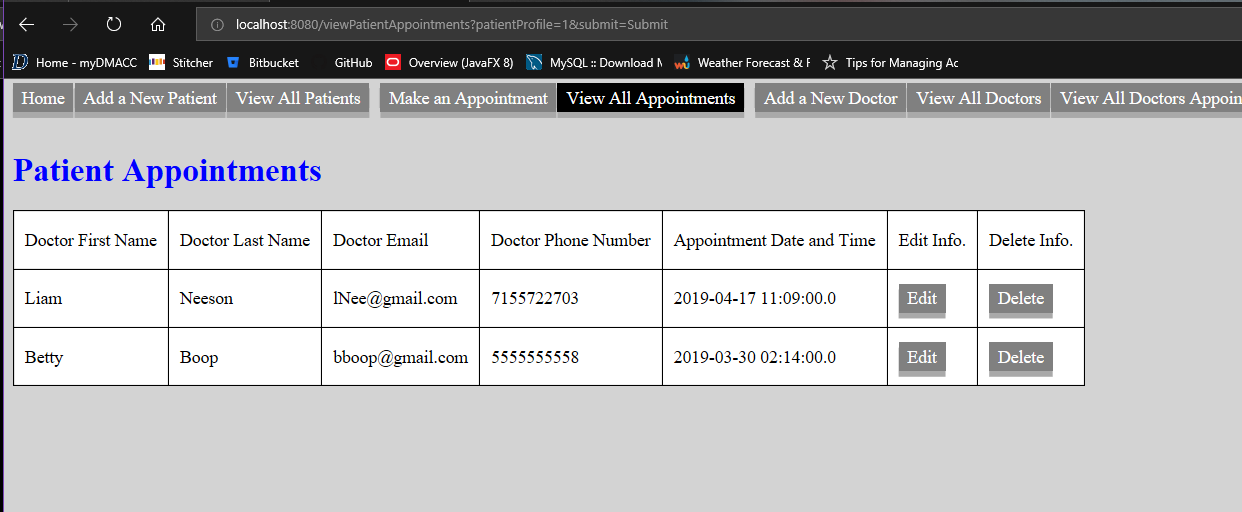 localhost:8080/viewPatientAppointments?patientProfile=1&submit=Submit
Home - myDMACC Stitcher Bitbucket GitHub Overview (JavaFX 8) MySQL :: Download M Weather Forecast & F Tips for Managing Ac
Home Add a New Patient View All Patients Make an Appointment View All Appointments Add a New Doctor View All Doctors View All Doctors Appoin
Patient Appointments
Doctor First Name Doctor Last Name Doctor Email Doctor Phone Number Appointment Date and Time Edit Info. Delete Info.
Liam Neeson lNee@gmail.com 7155722703 2019-04-17 11:09:00.0 Edit Delete
Betty Boop bboop@gmail.com 5555555558 2019-03-30 02:14:00.0 Edit Delete